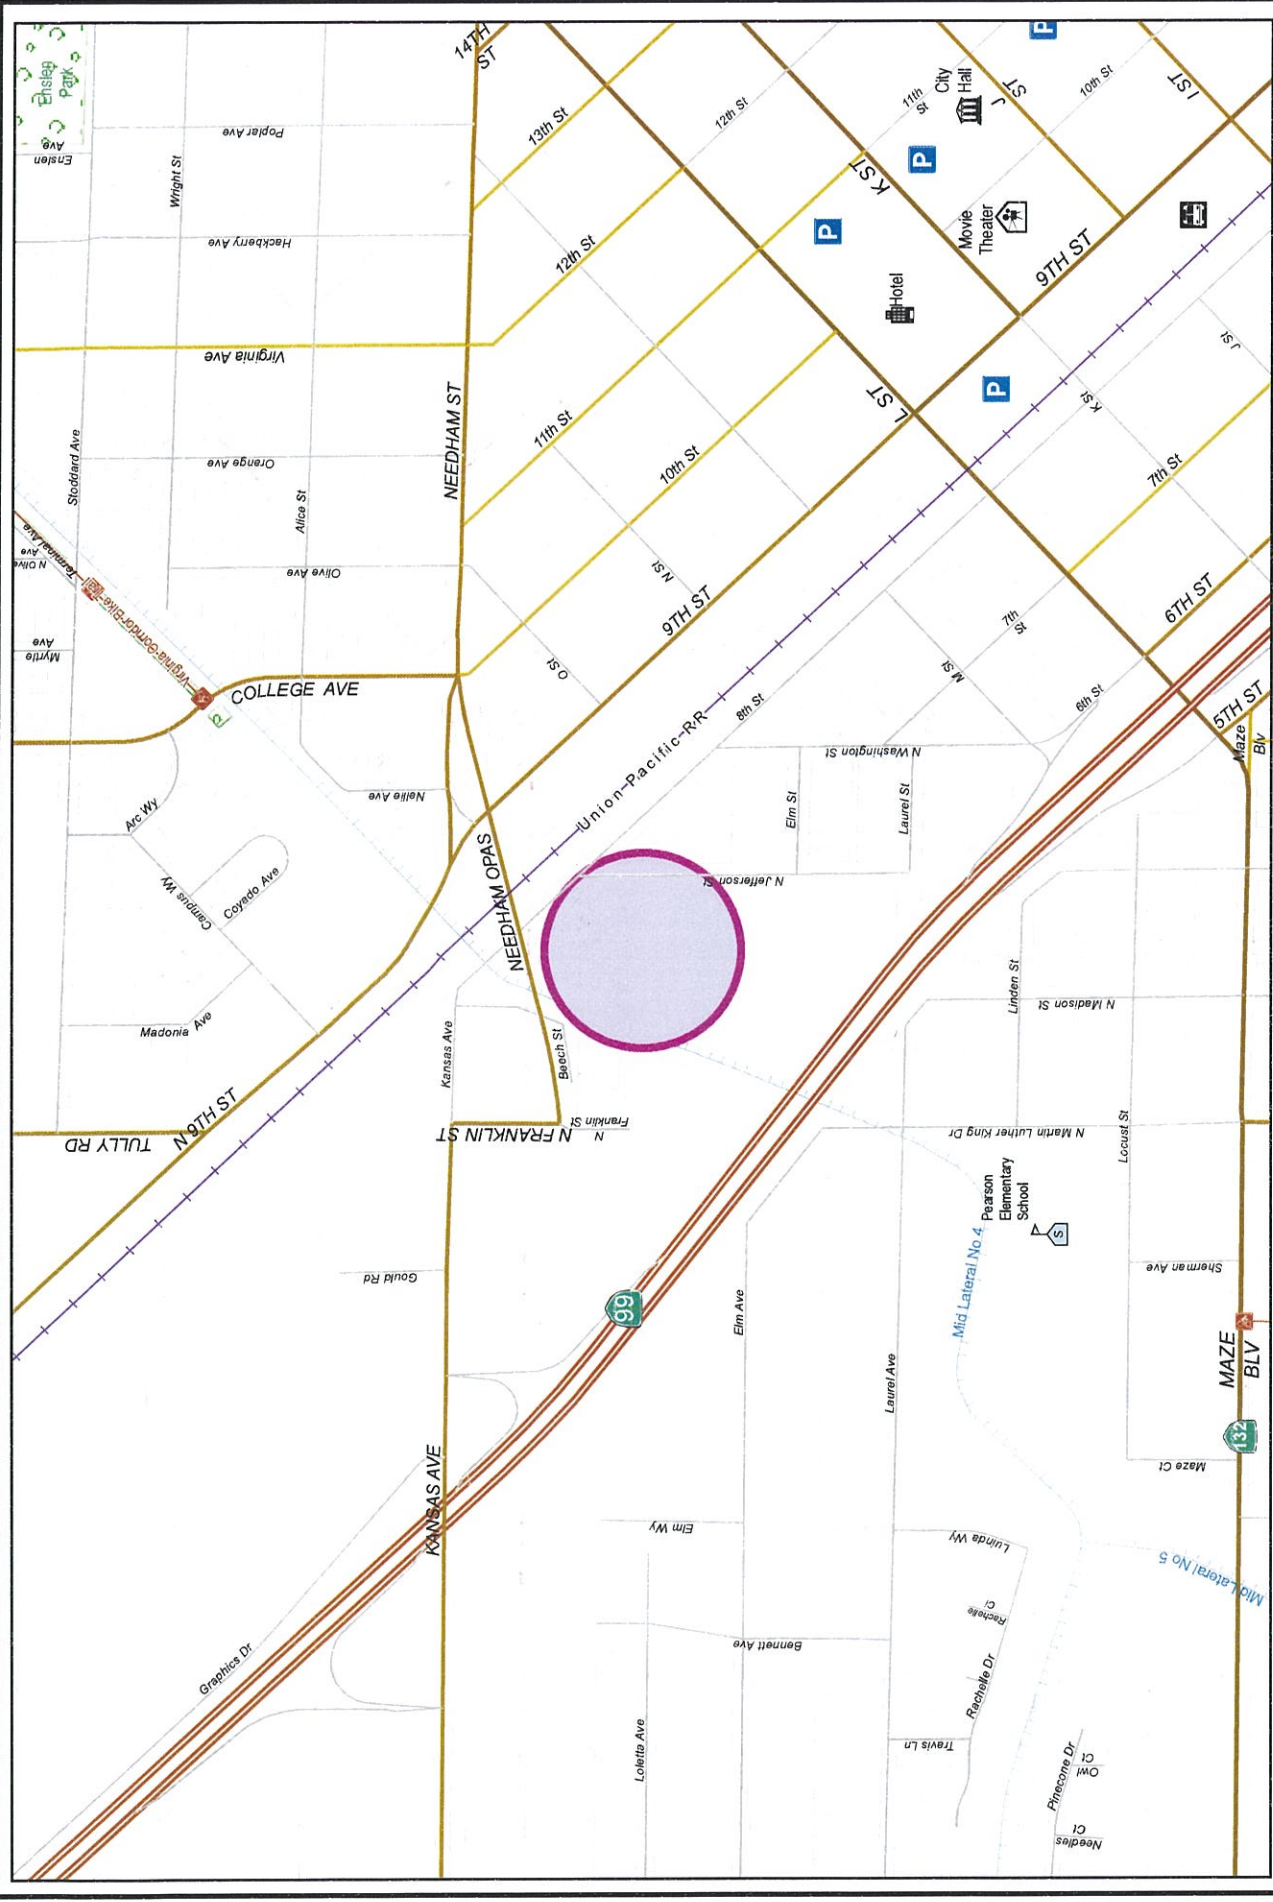 Enslen
Park
Enslen
Ave
Poplar Ave
Wright St
Hackberry Ave
Virginia Ave
Stoddard Ave
Orange Ave
Alice St
Olive Ave
N Olive
Ave
Terminal Ave
Myrtle
Ave
Virginia Corridor Bike Trail
COLLEGE AVE
14TH
ST
13th St
12th St
12th St
11th
St
City
Hall
J
ST
10th St
I ST
P
P
P
P
K ST
Movie
Theater
Hotel
9TH ST
NEEDHAM ST
11th St
10th St
L ST
J St
K St
7th St
N St
9TH ST
O St
7th
St
M St
6TH ST
8th St
6th St
5TH ST
Maze
Blv
Union Pacific RR
N Washington St
Elm St
Laurel St
N Jefferson St
Nellie Ave
Arc Wy
Campus Wy
Coyado Ave
NEEDHAM OPAS
Madonia Ave
Kansas Ave
Beech St
N
Franklin St
N FRANKLIN ST
TULLY RD
N 9TH ST
Linden St
N Madison St
Locust St
N Martin Luther King Dr
Pearson
Elementary
School
S
Mid Lateral No 4
Gould Rd
99
Elm Ave
Laurel Ave
Sherman Ave
MAZE
BLV
132
Maze Ct
KANSAS AVE
Elm Wy
Luinda Wy
Mid Lateral No 5
Rachelle
Ct
Bennett Ave
Graphics Dr
Rachelle Dr
Travis Ln
Loletta Ave
Pinecone Dr
Owl
Ct
Needles
Ct